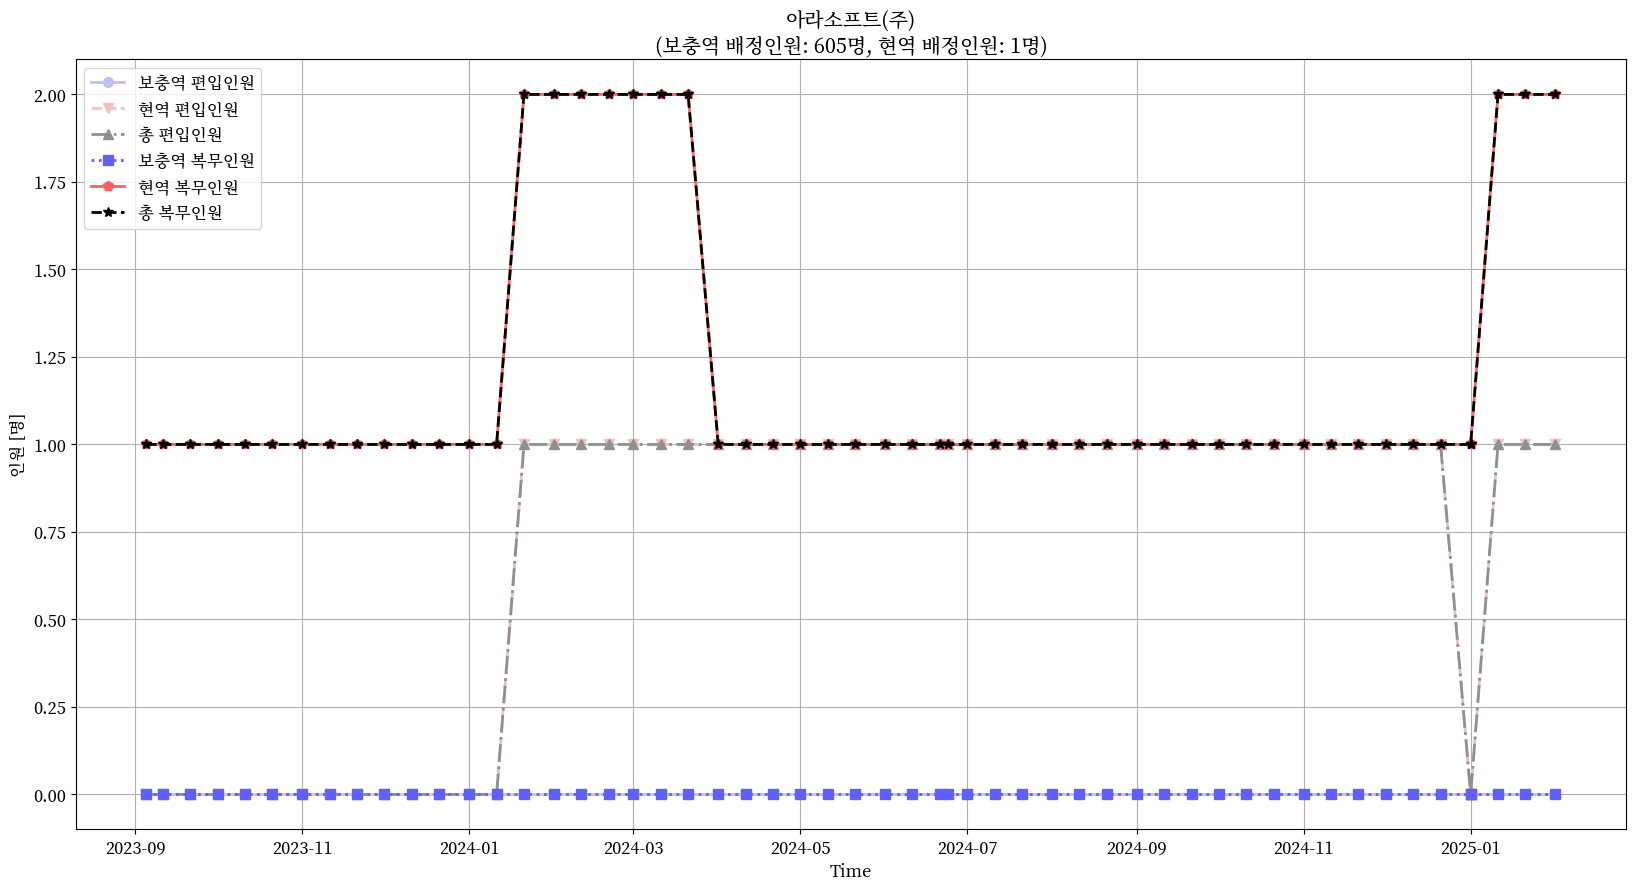 아라소프트(주)
(보충역 배정인원: 605명, 현역 배정인원: 1명)
보충역 편입인원
현역 편입인원
총 편입인원
보충역 복무인원
현역 복무인원
총 복무인원
2.00
1.75
1.50
1.25
1.00
0.75
0.50
0.25
0.00
인원 [명]
2023-09 2023-11 2024-01 2024-03 2024-05 2024-07 2024-09 2024-11 2025-01
Time